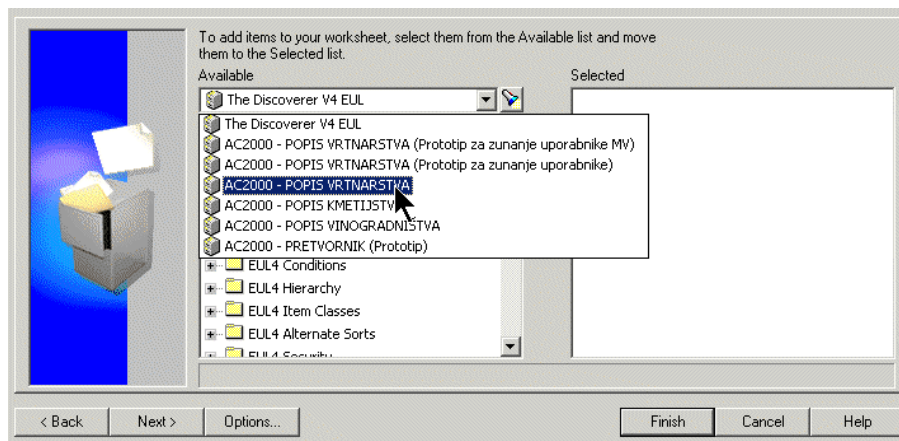 To add items to your worksheet, select them from the Available list and move
them to the Selected list.
Available
Selected
The Discoverer V4 EUL
The Discoverer V4 EUL
AC2000 - POPIS VRTNARSTVA (Prototip za zunanje uporabnike MV)
AC2000 - POPIS VRTNARSTVA (Prototip za zunanje uporabnike)
AC2000 - POPIS VRTNARSTVA
AC2000 - POPIS KMETIJSTV
AC2000 - POPIS VINOGRADNIŠTVA
AC2000 - PRETVORNIK (Prototip)
EUL4 Conditions
EUL4 Hierarchy
EUL4 Item Classes
EUL4 Alternate Sorts
EUL4 Security
< Back
Next >
Options...
Finish
Cancel
Help